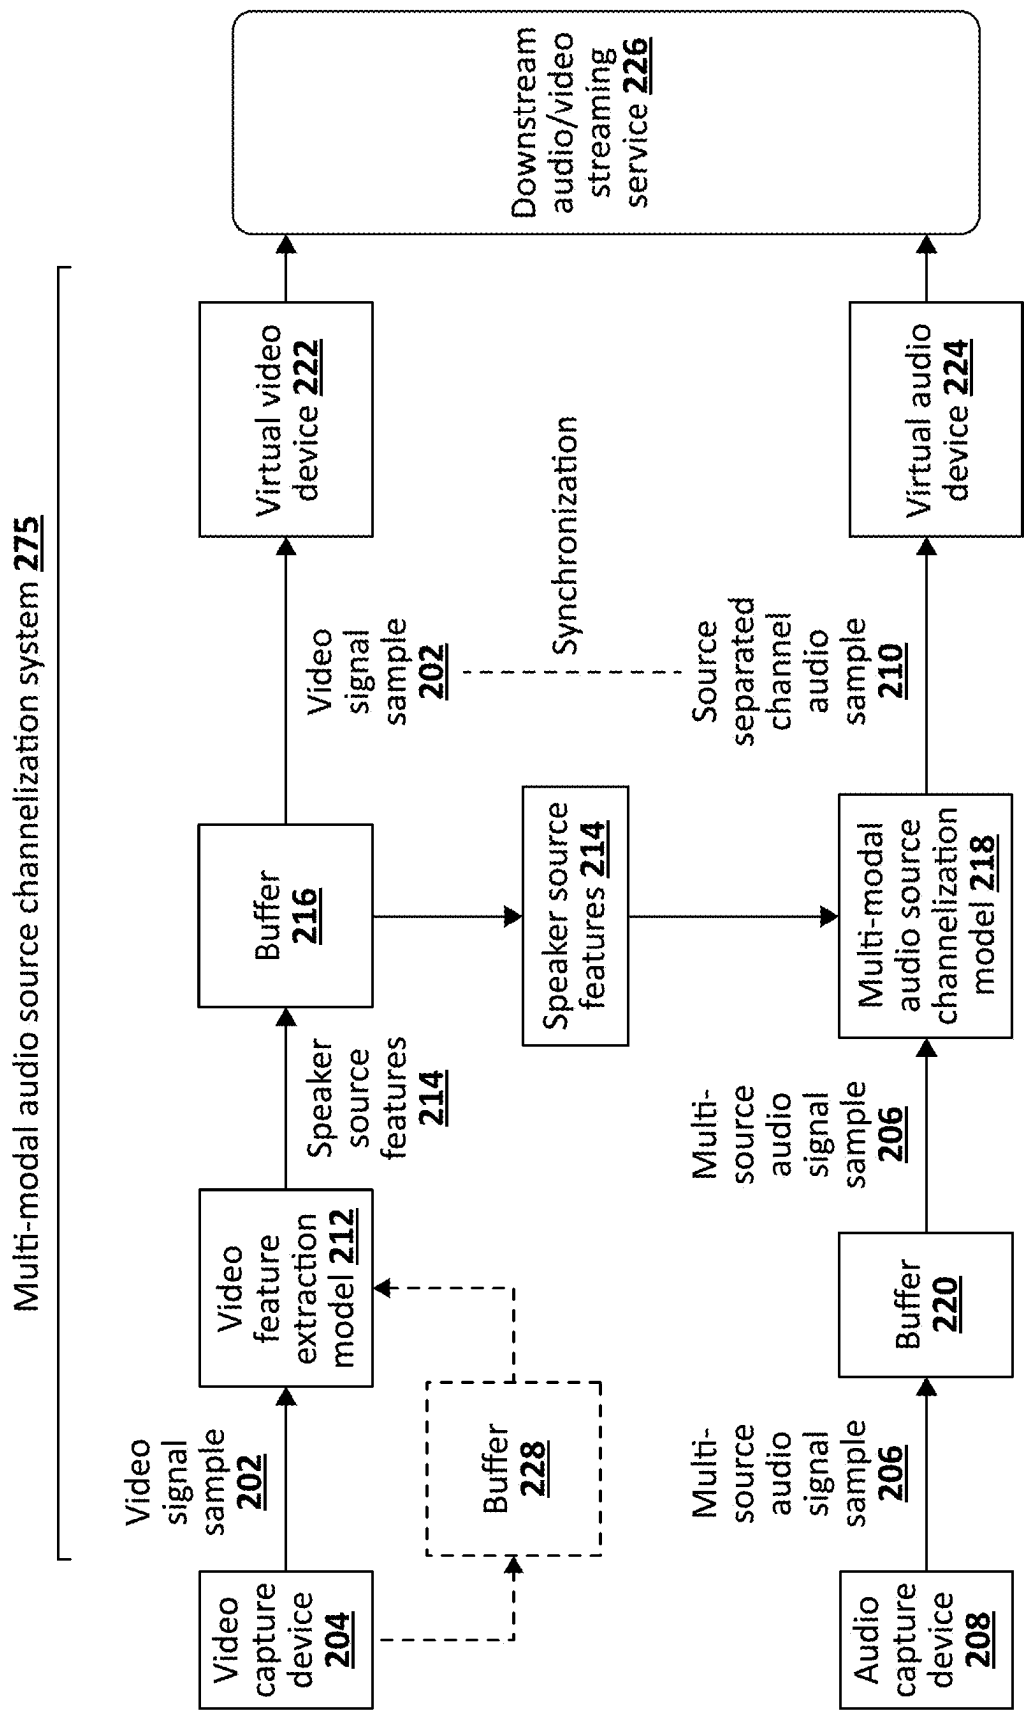 Multi-modal audio source channelization system 275
Video
capture
device
204
Video
signal
sample
202
Video
feature
extraction
model 212
Speaker
source
features
214
Buffer
216
Video
signal
sample
202
Virtual video
device 222
Buffer
228
Speaker source
features 214
Synchronization
Downstream
audio/video
streaming
service 226
Audio
capture
device
208
Multi-
source
audio
signal
sample
206
Buffer
220
Multi-
source
audio
signal
sample
206
Multi-modal
audio source
channelization
model 218
Source
separated
channel
audio
sample
210
Virtual audio
device 224